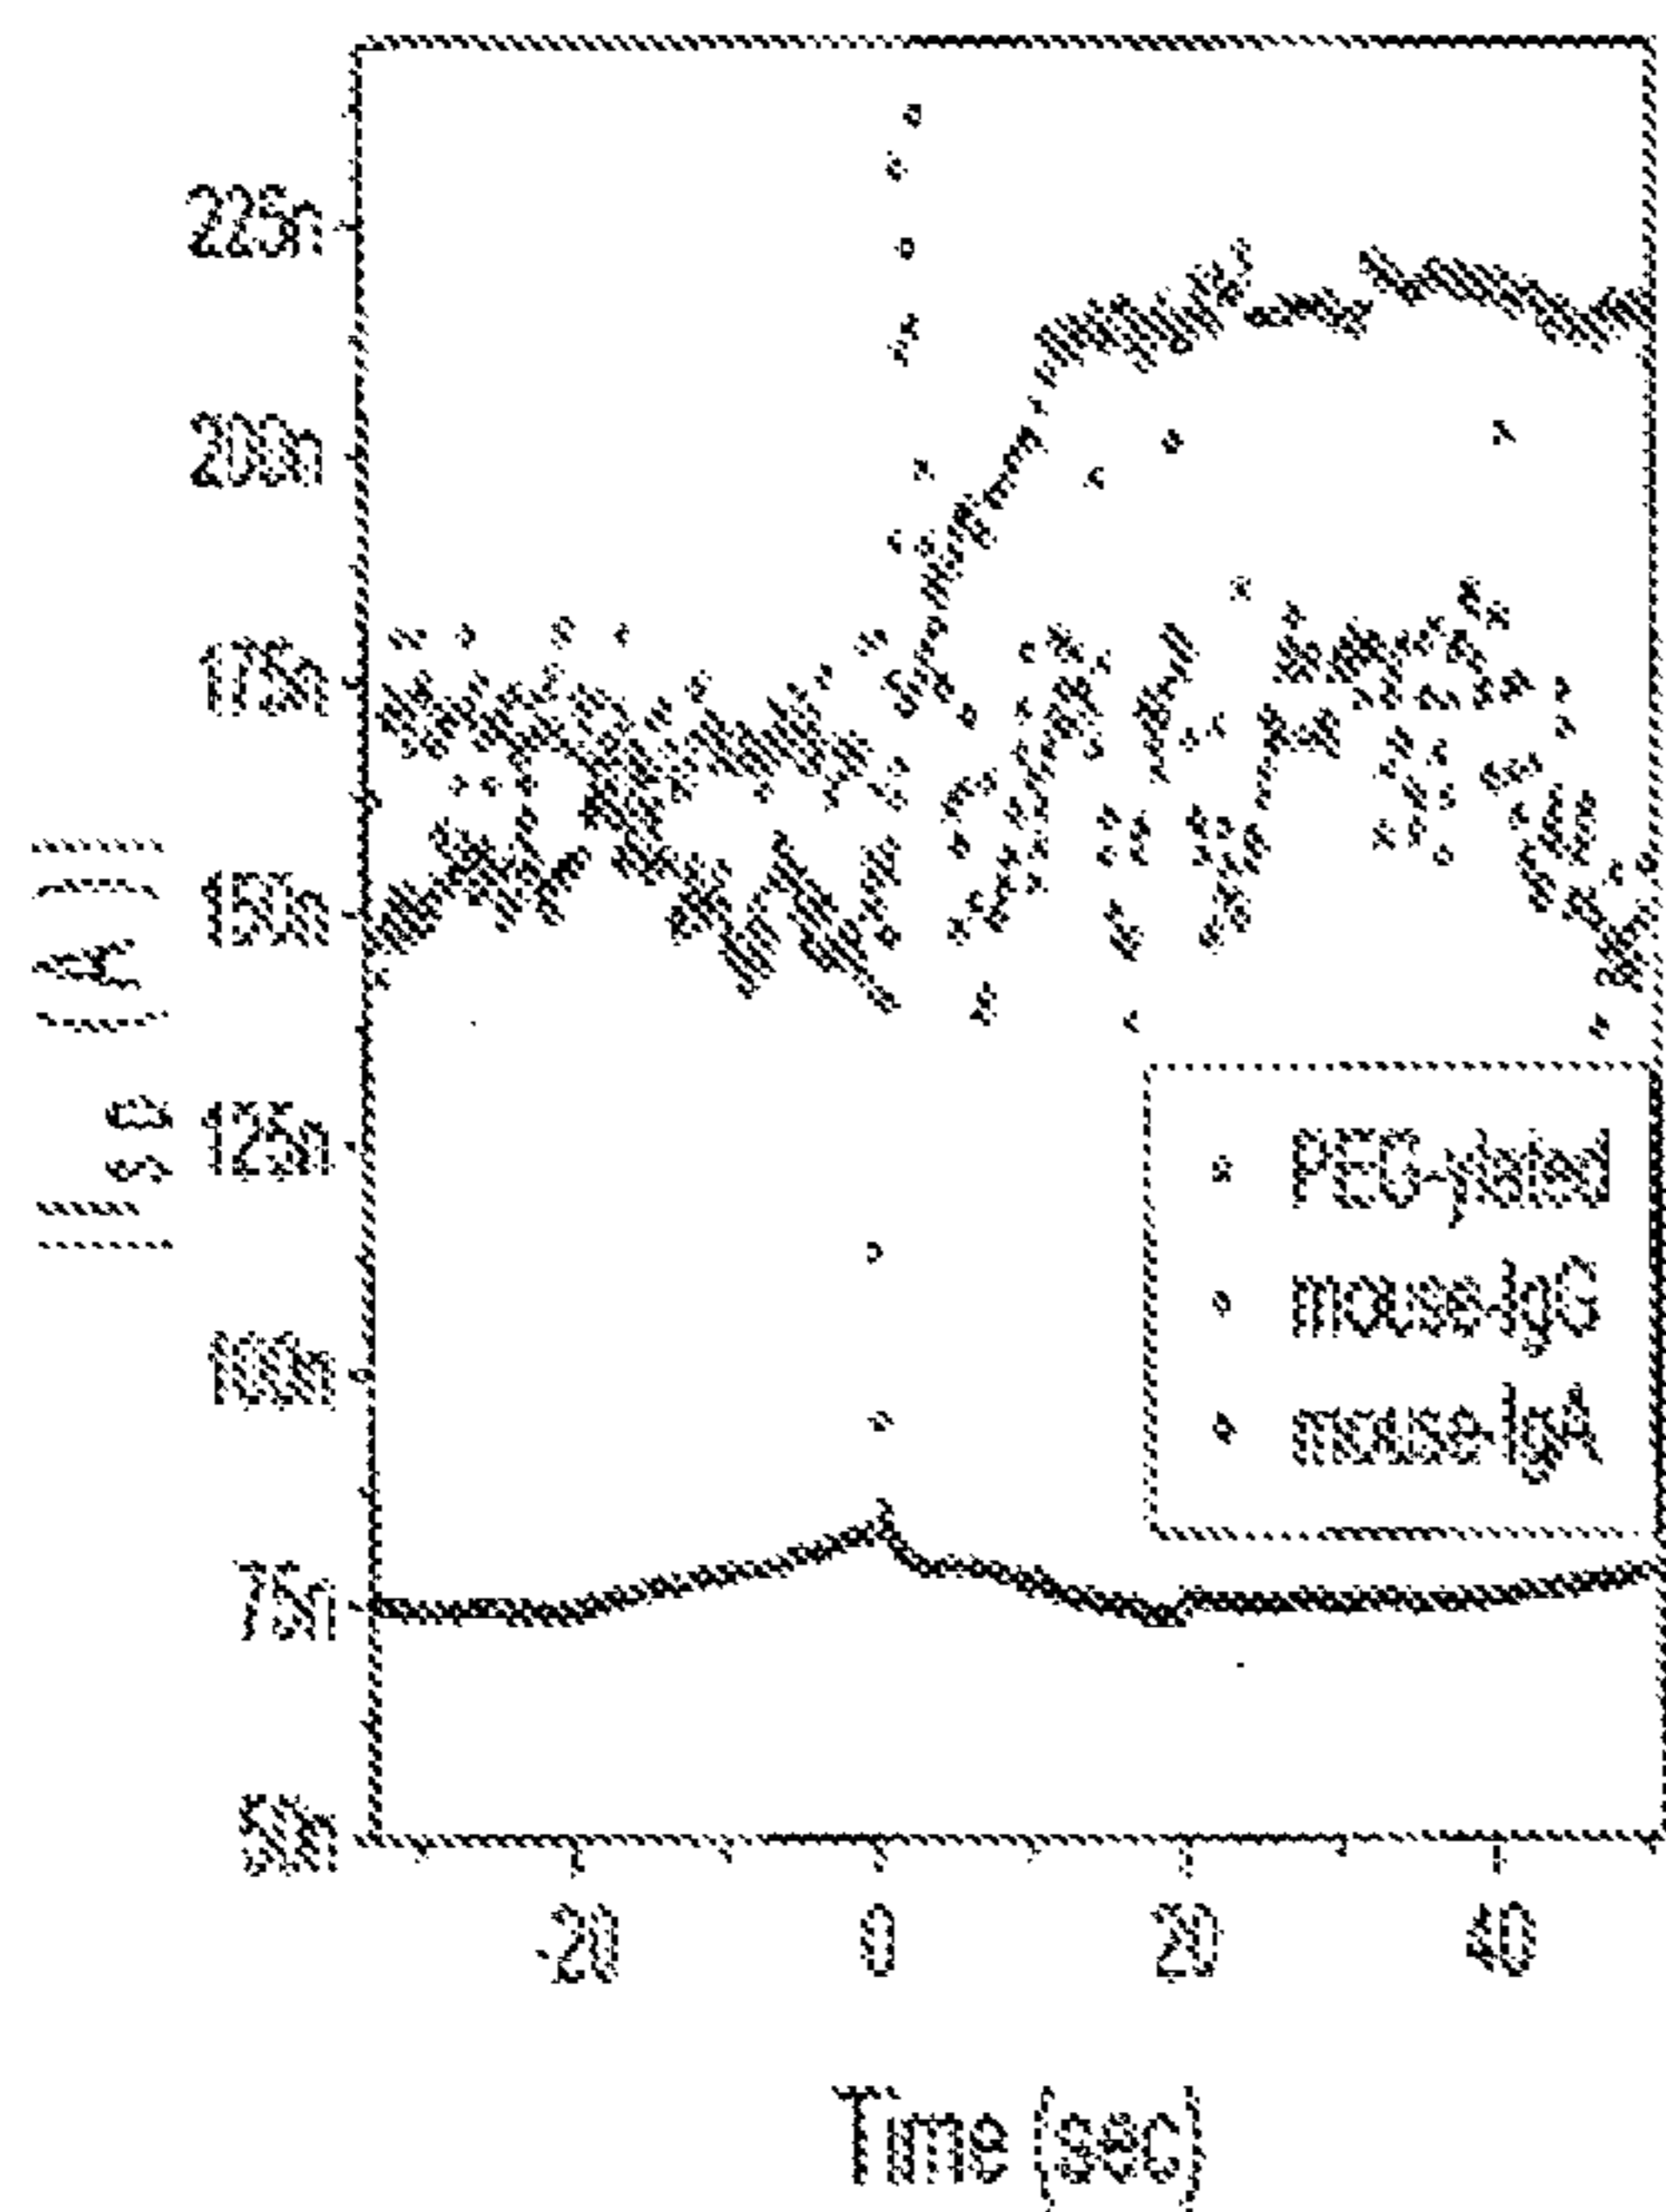 225n
200n
175n
150n
125n
100n
75n
50n
|I_SD (A)|
PEG-ylated
mouse-IgG
mouse-IgA
-20 0 20 40
Time (sec)